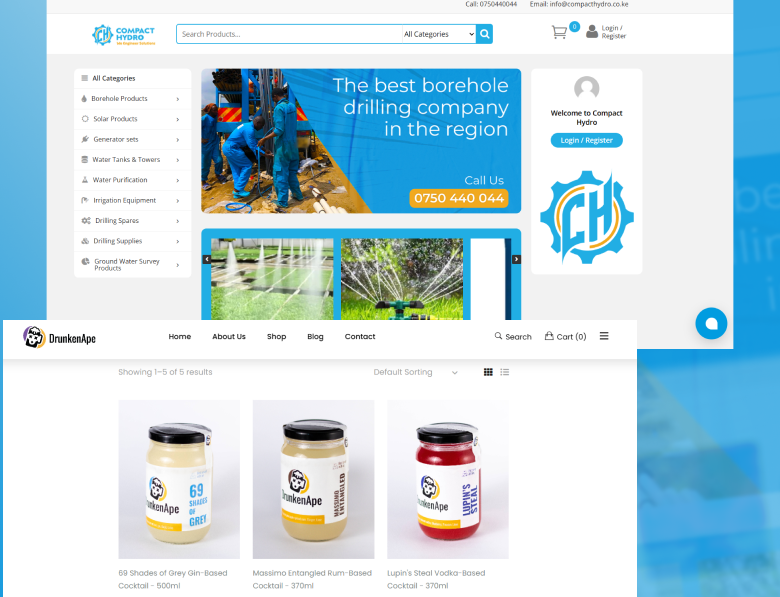 Call: 0750440044 Email: info@compacthydro.co.ke
COMPACT
HYDRO
Search Products...
All Categories
0
Login /
Register
All Categories
Borehole Products
Solar Products
Generator sets
Water Tanks & Towers
Water Purification
Irrigation Equipment
Drilling Spares
Drilling Supplies
Ground Water Survey
Products
The best borehole
drilling company
in the region
Call Us
0750 440 044
Welcome to Compact
Hydro
Login / Register
CH
DrunkenApe
Home About Us Shop Blog Contact
Search Cart (0)
Showing 1–5 of 5 results
Default Sorting
DrunkenApe
69
SHADES
OF
GREY
DrunkenApe
MASSIMO
ENTANGLED
DrunkenApe
LUPIN'S
STEAL
69 Shades of Grey Gin-Based
Cocktail – 500ml
Massimo Entangled Rum-Based
Cocktail – 370ml
Lupin's Steal Vodka-Based
Cocktail – 370ml